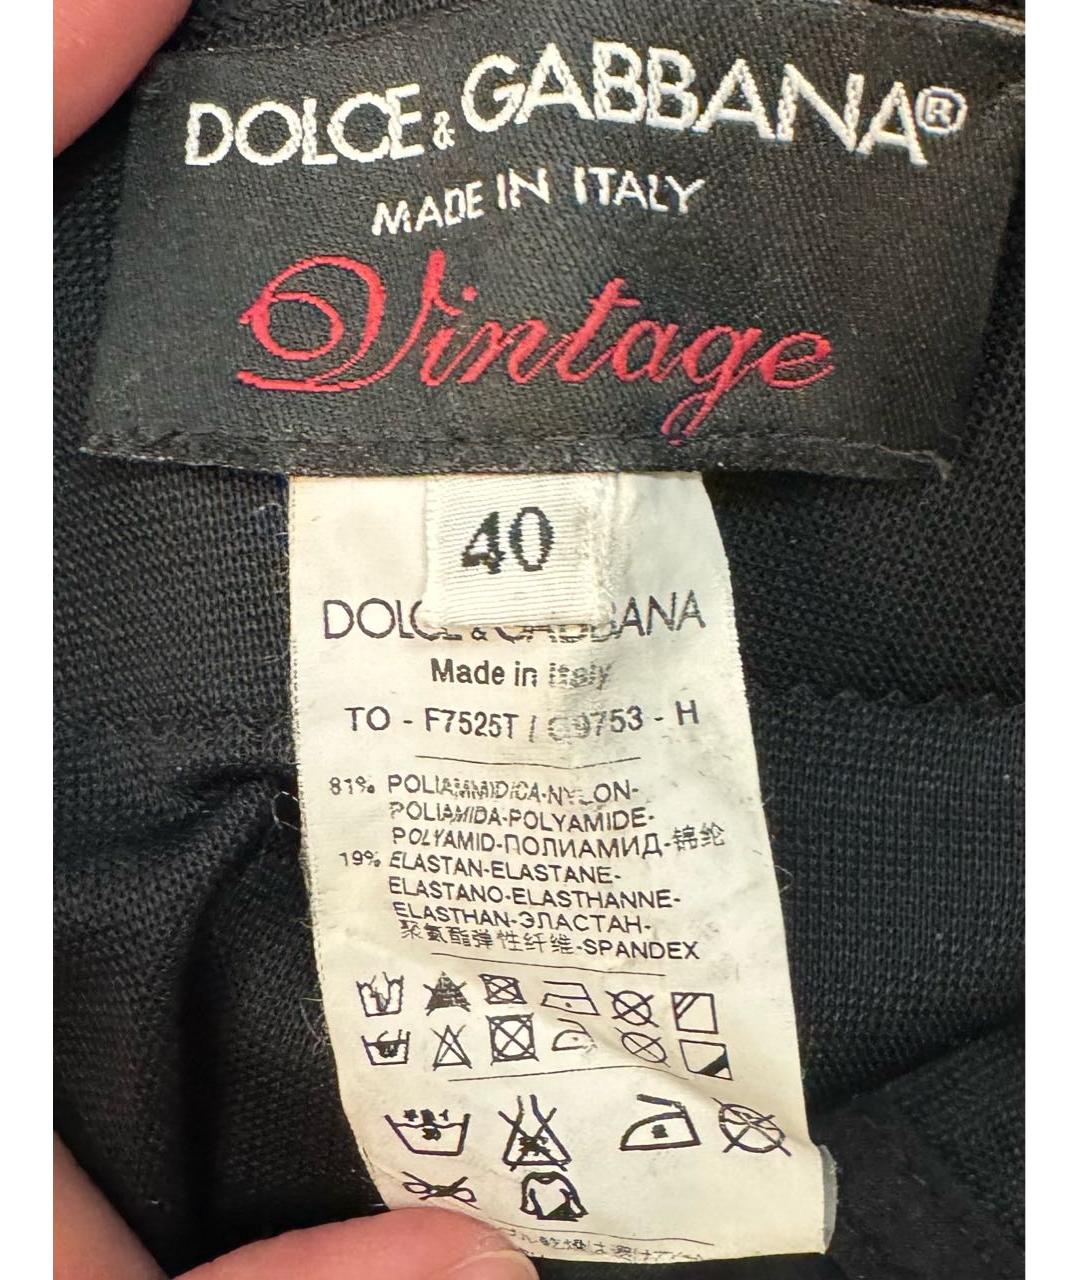 DOLCE & GABBANA®
MADE IN ITALY
Vintage
40
DOLCE & GABBANA
Made in Italy
TO - F7525T / G9753 - H
81% POLIAMMIDICA-NYLON-
POLIAMIDA-POLYAMIDE-
POLYAMID-ПОЛИАМИД-锦纶
19% ELASTAN-ELASTANE-
ELASTANO-ELASTHANNE-
ELASTHAN-ЭЛАСТАН-
聚氨酯弹性纤维-SPANDEX